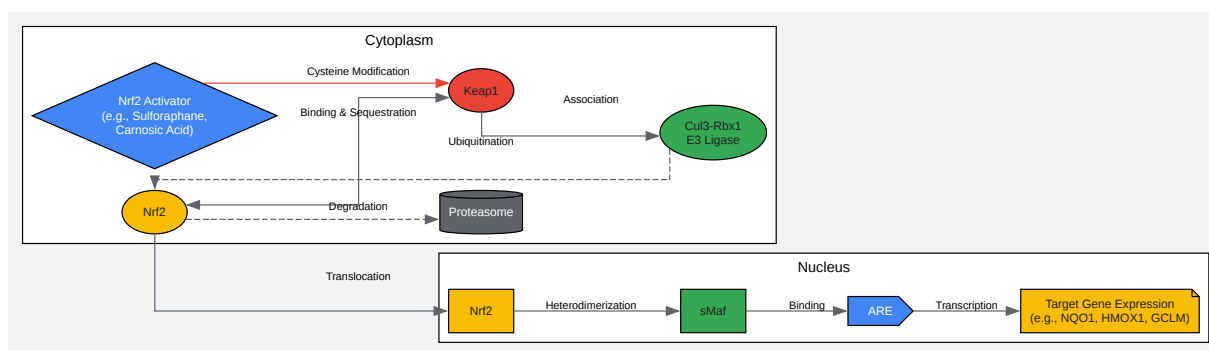 Cytoplasm
Nrf2 Activator
(e.g., Sulforaphane,
Carnosic Acid)
Cysteine Modification
Keap1
Binding & Sequestration
Association
Cul3-Rbx1
E3 Ligase
Ubiquitination
Nrf2
Degradation
Proteasome
Translocation
Nucleus
Nrf2
Heterodimerization
sMaf
Binding
ARE
Transcription
Target Gene Expression
(e.g., NQO1, HMOX1, GCLM)